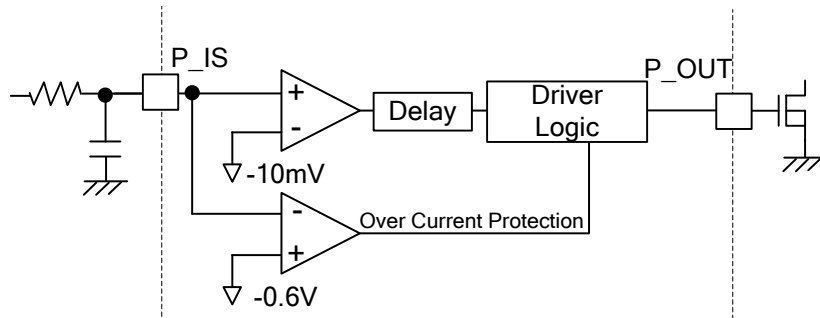 P_IS
P_OUT
+
-
-10mV
Delay
Driver
Logic
-
+
-0.6V
Over Current Protection